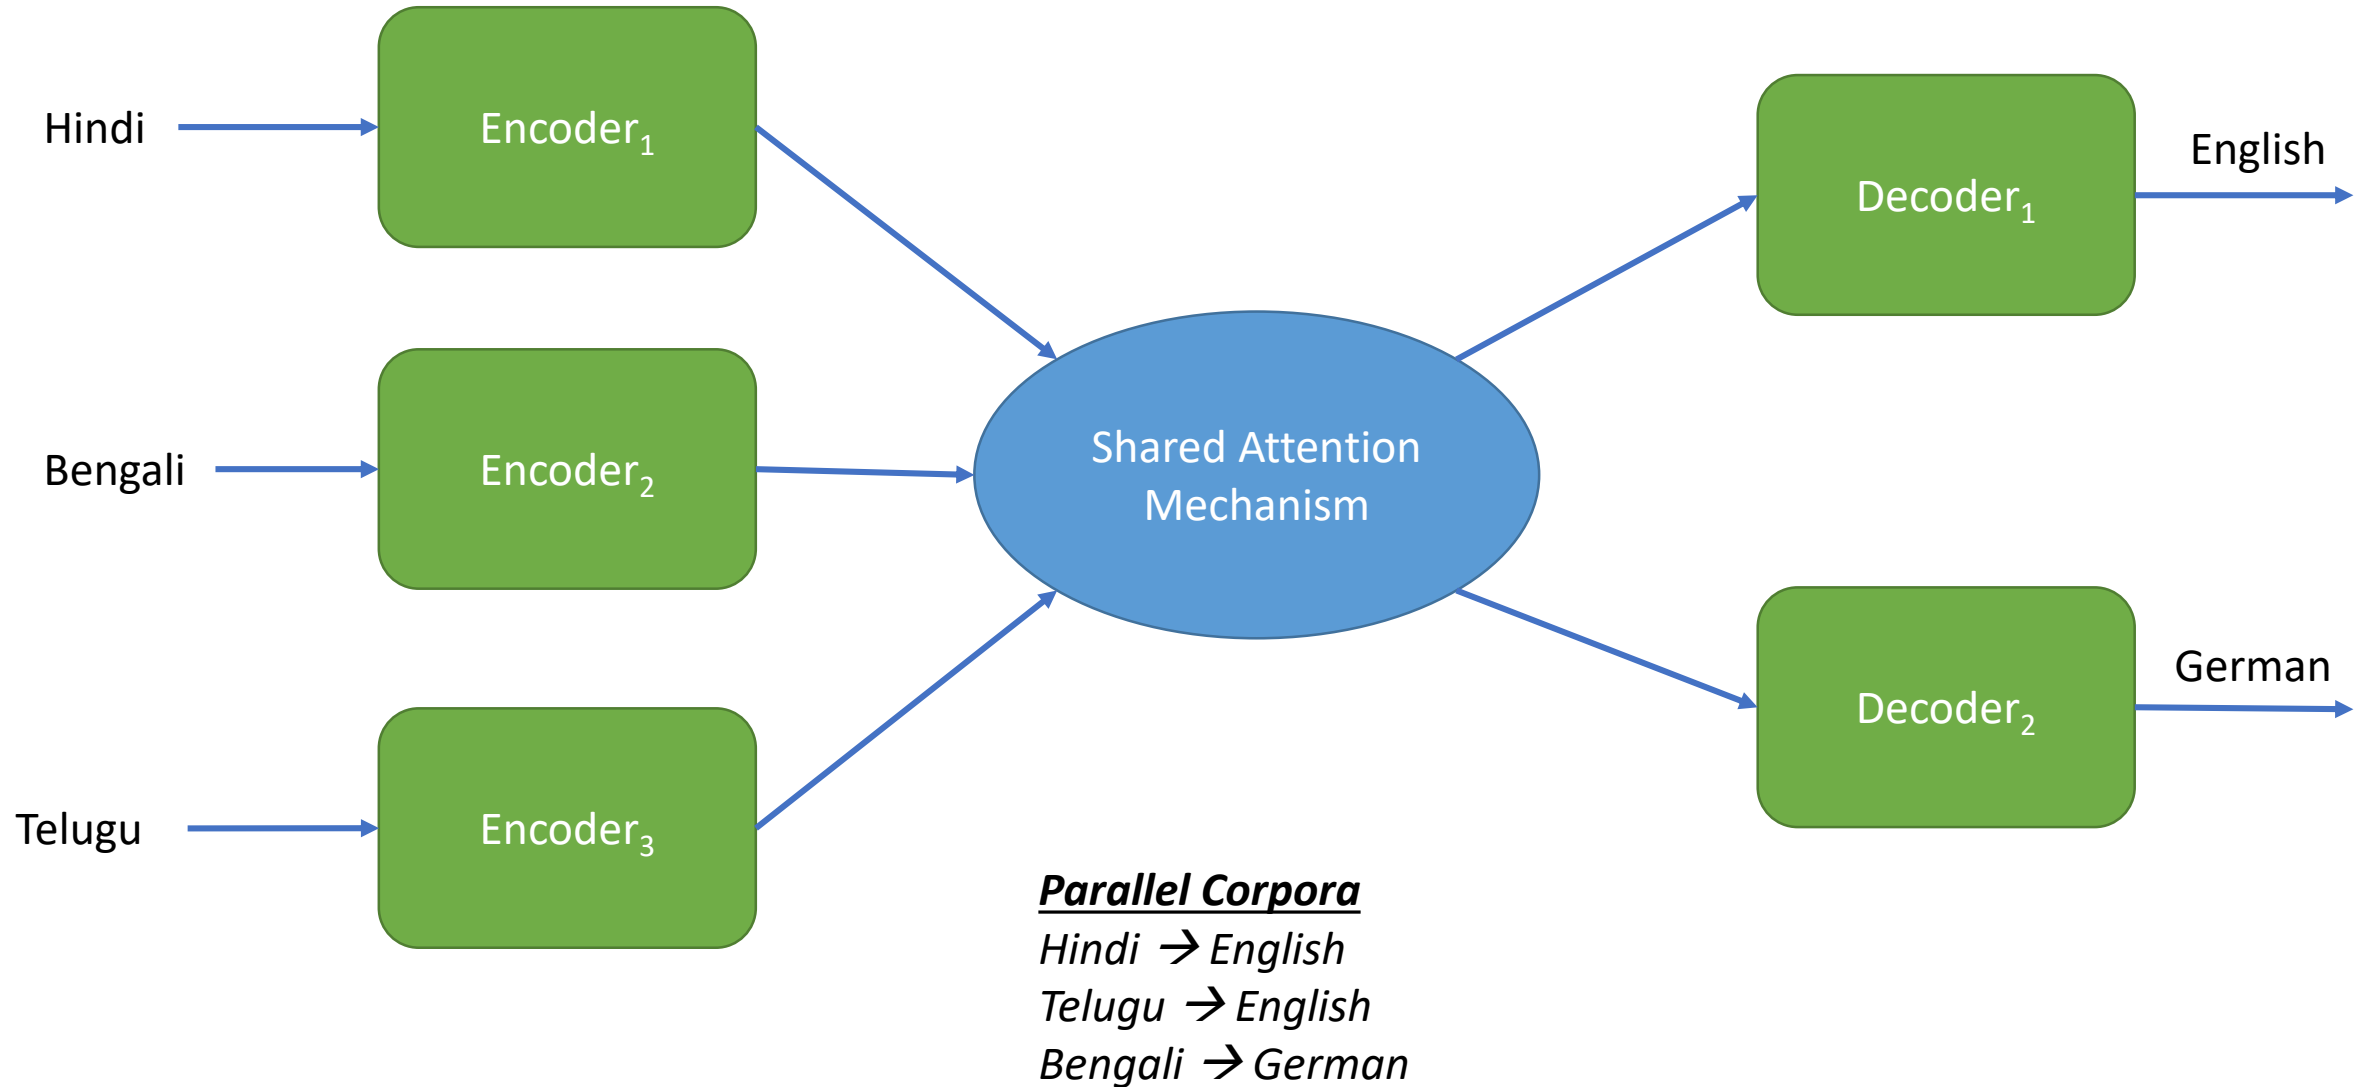 Hindi
Encoder₁
Bengali
Encoder₂
Telugu
Encoder₃
Shared Attention
Mechanism
Decoder₁
English
Decoder₂
German
Parallel Corpora
Hindi → English
Telugu → English
Bengali → German